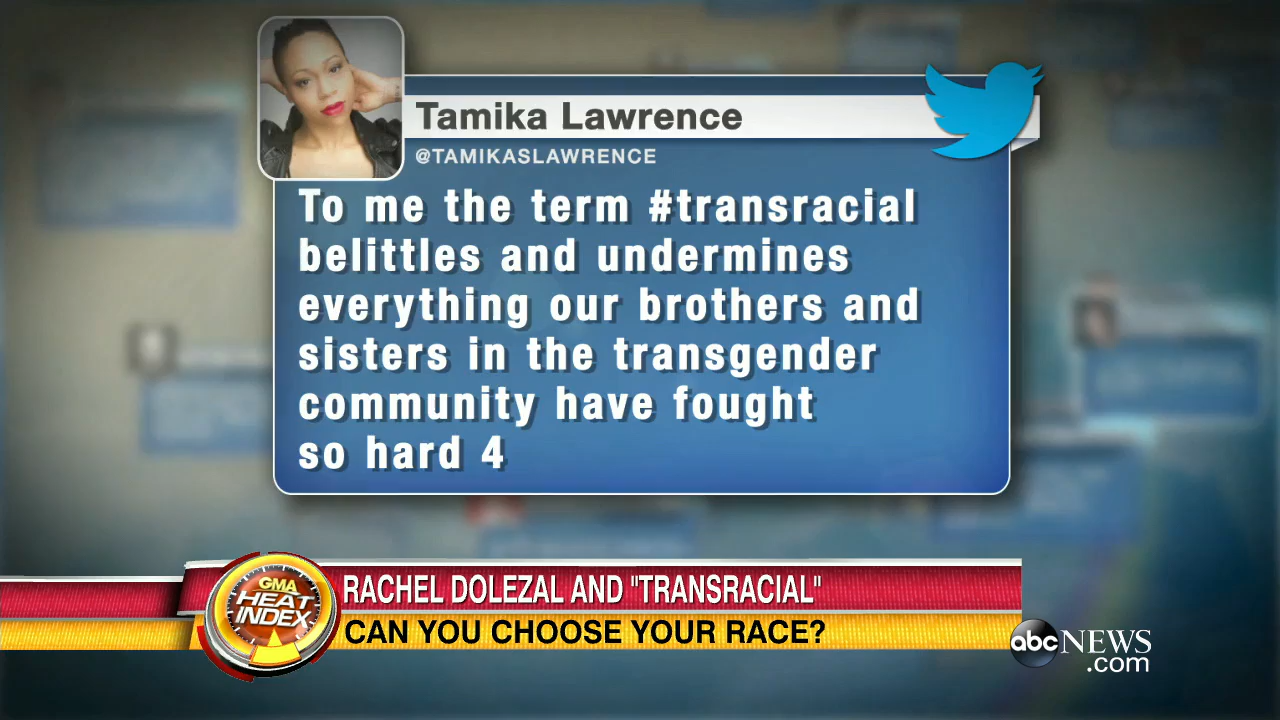 Tamika Lawrence
@TAMIKASLAWRENCE
To me the term #transracial
belittles and undermines
everything our brothers and
sisters in the transgender
community have fought
so hard 4
GMA
HEAT
INDEX
RACHEL DOLEZAL AND "TRANSRACIAL"
CAN YOU CHOOSE YOUR RACE?
abc NEWS
.com